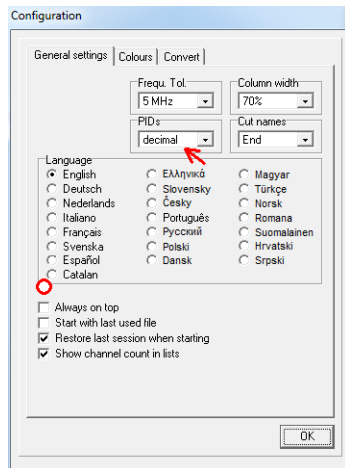 Configuration
General settings Colours Convert
Frequ. Tol. Column width
5 MHz 70%
PIDs Cut names
decimal End
Language
English Ελληνικά Magyar
Deutsch Slovensky Türkçe
Nederlands Česky Norsk
Italiano Português Romana
Français Русский Suomalainen
Svenska Polski Hrvatski
Español Dansk Srpski
Catalan
Always on top
Start with last used file
Restore last session when starting
Show channel count in lists
OK